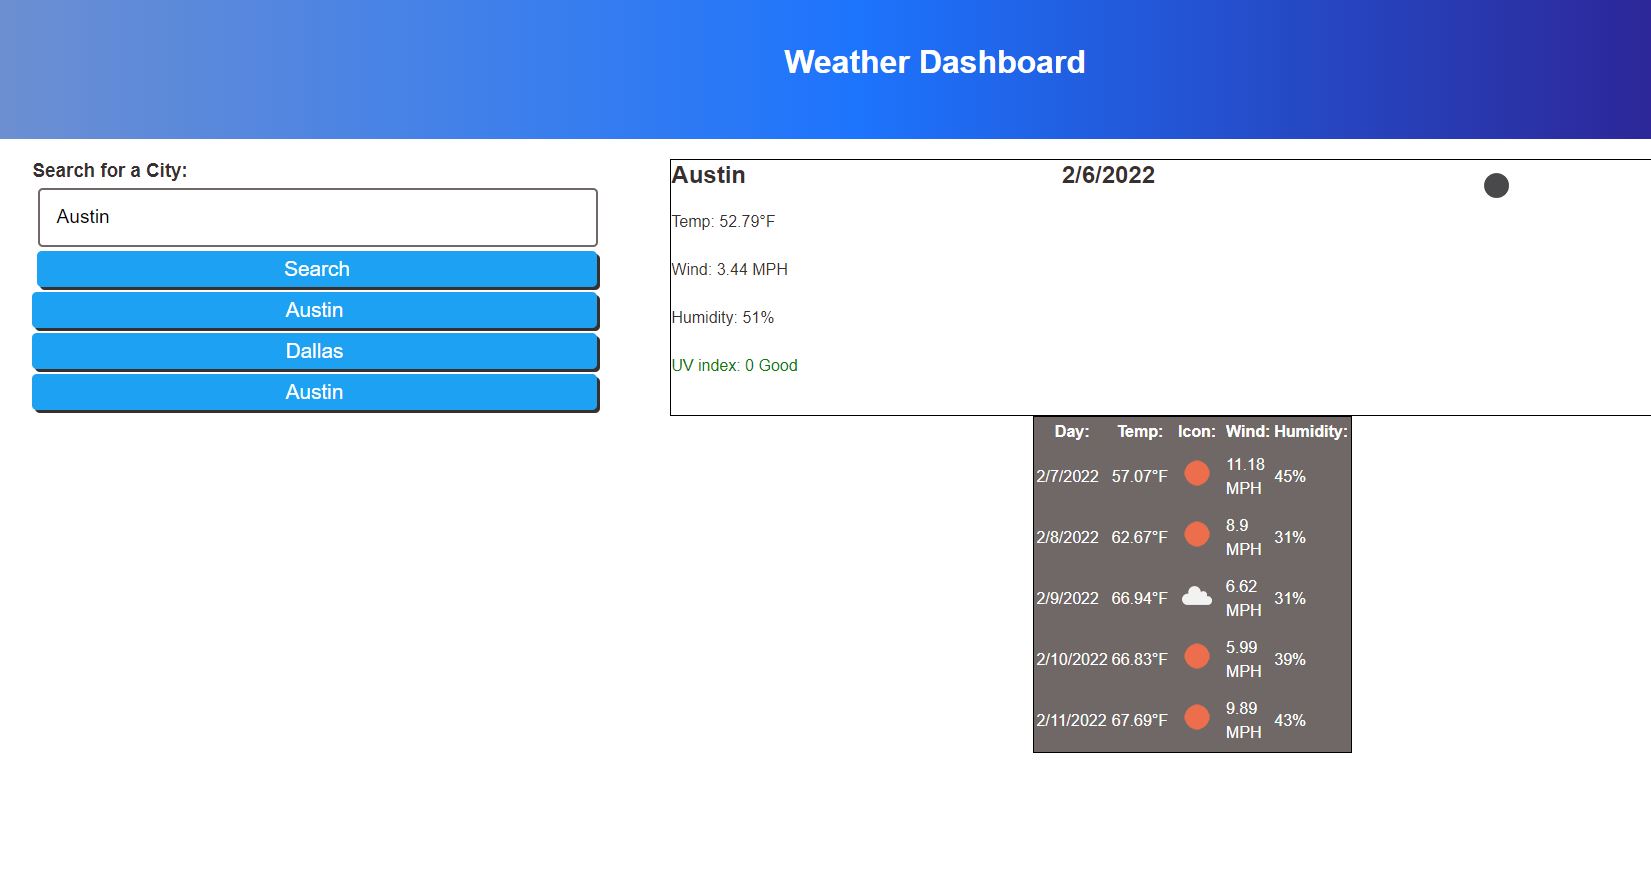 Weather Dashboard
Search for a City:
Austin
Search
Austin
Dallas
Austin
Austin 2/6/2022
Temp: 52.79°F
Wind: 3.44 MPH
Humidity: 51%
UV index: 0 Good
Day: Temp: Icon: Wind: Humidity:
2/7/2022 57.07°F 11.18 MPH 45%
2/8/2022 62.67°F 8.9 MPH 31%
2/9/2022 66.94°F 6.62 MPH 31%
2/10/2022 66.83°F 5.99 MPH 39%
2/11/2022 67.69°F 9.89 MPH 43%